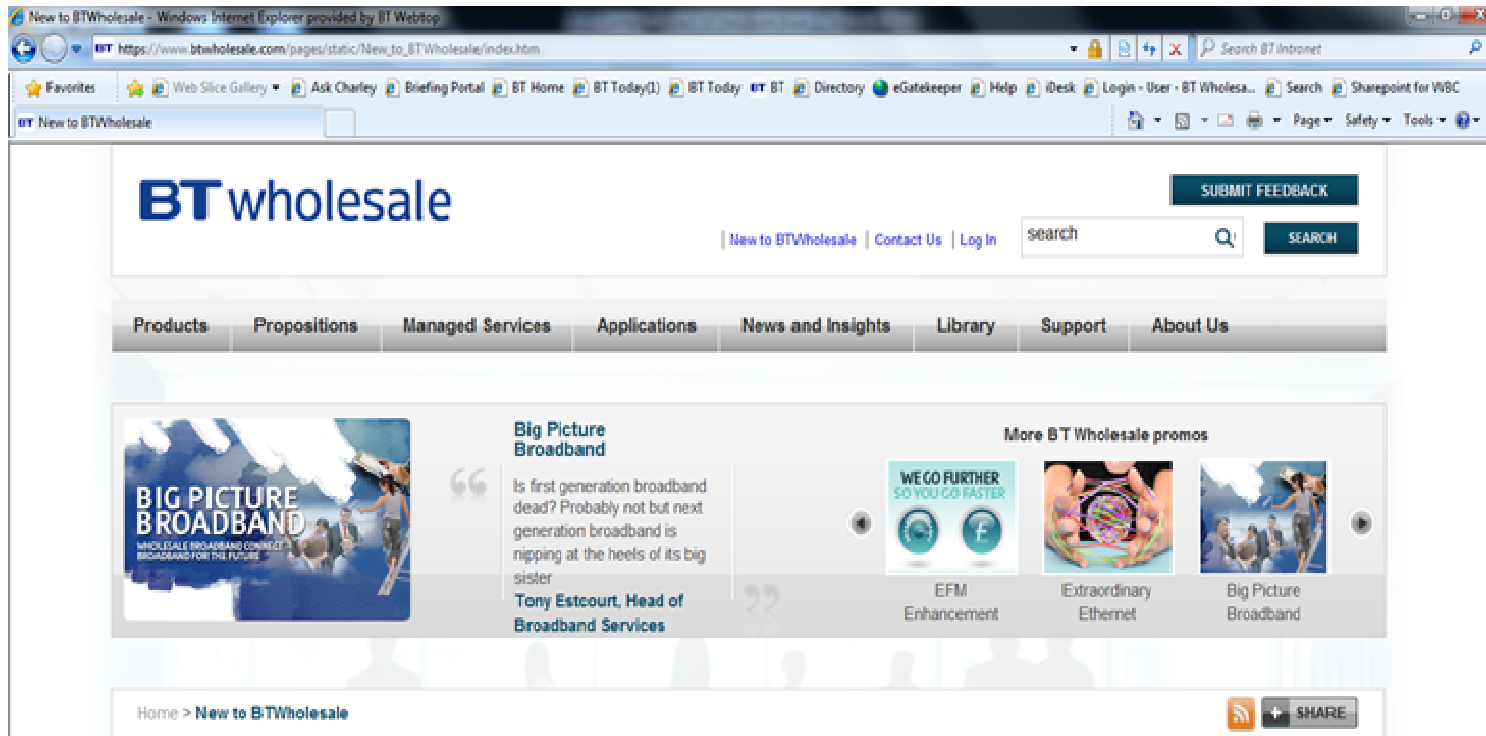 New to BTWholesale - Windows Internet Explorer provided by BT Webtop
BT https://www.btwholesale.com/pages/static/New_to_BTWholesale/index.htm Search BT Intranet
Favorites Web Slice Gallery Ask Charley Briefing Portal BT Home BT Today(1) BT Today BT BT Directory eGatekeeper Help iDesk Login - User - BT Wholesa... Search Sharepoint for WBC
BT New to BTWholesale Page Safety Tools
BT wholesale
SUBMIT FEEDBACK
New to BTWholesale | Contact Us | Log In search SEARCH
Products Propositions Managed Services Applications News and Insights Library Support About Us
BIG PICTURE
BROADBAND
WHOLESALE BROADBAND CONNECT
BROADBAND FOR THE FUTURE
Big Picture
Broadband
Is first generation broadband
dead? Probably not but next
generation broadband is
nipping at the heels of its big
sister
Tony Estcourt, Head of
Broadband Services
More BT Wholesale promos
WE GO FURTHER
SO YOU GO FASTER
EFM
Enhancement
Extraordinary
Ethernet
Big Picture
Broadband
Home > New to BTWholesale
+ SHARE